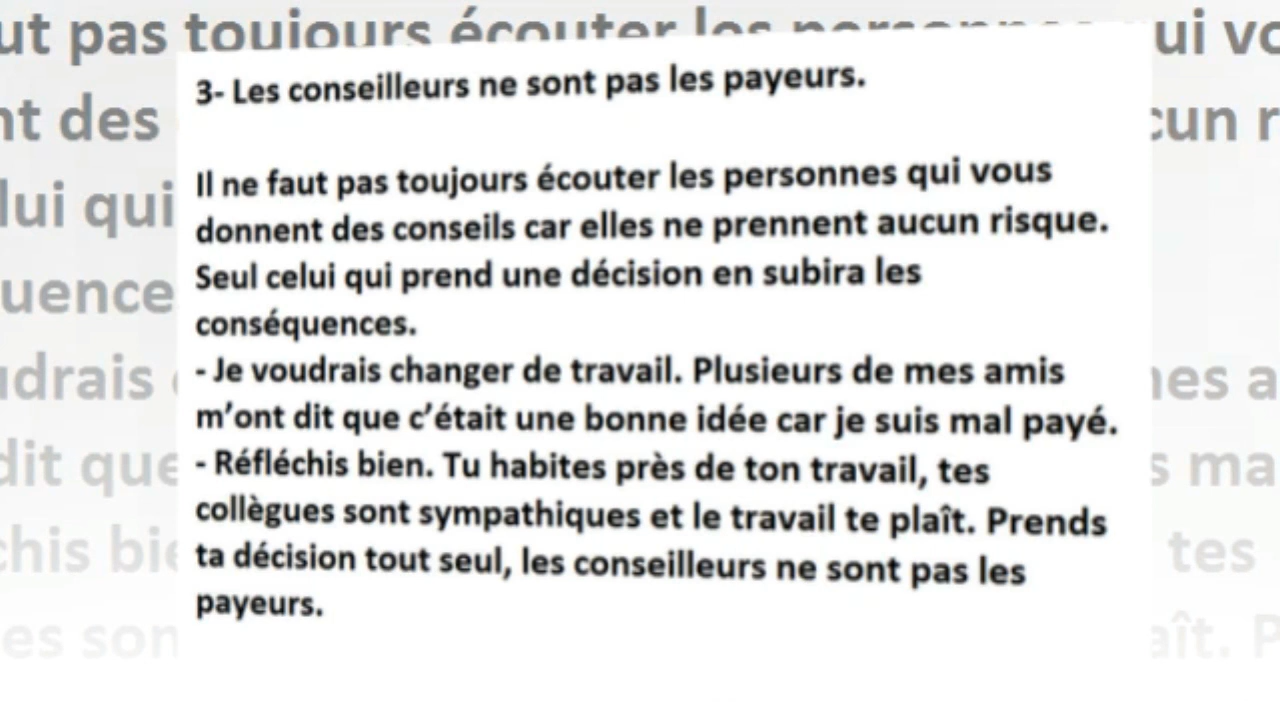 3- Les conseilleurs ne sont pas les payeurs.
Il ne faut pas toujours écouter les personnes qui vous
donnent des conseils car elles ne prennent aucun risque.
Seul celui qui prend une décision en subira les
conséquences.
- Je voudrais changer de travail. Plusieurs de mes amis
m’ont dit que c’était une bonne idée car je suis mal payé.
- Réfléchis bien. Tu habites près de ton travail, tes
collègues sont sympathiques et le travail te plaît. Prends
ta décision tout seul, les conseilleurs ne sont pas les
payeurs.